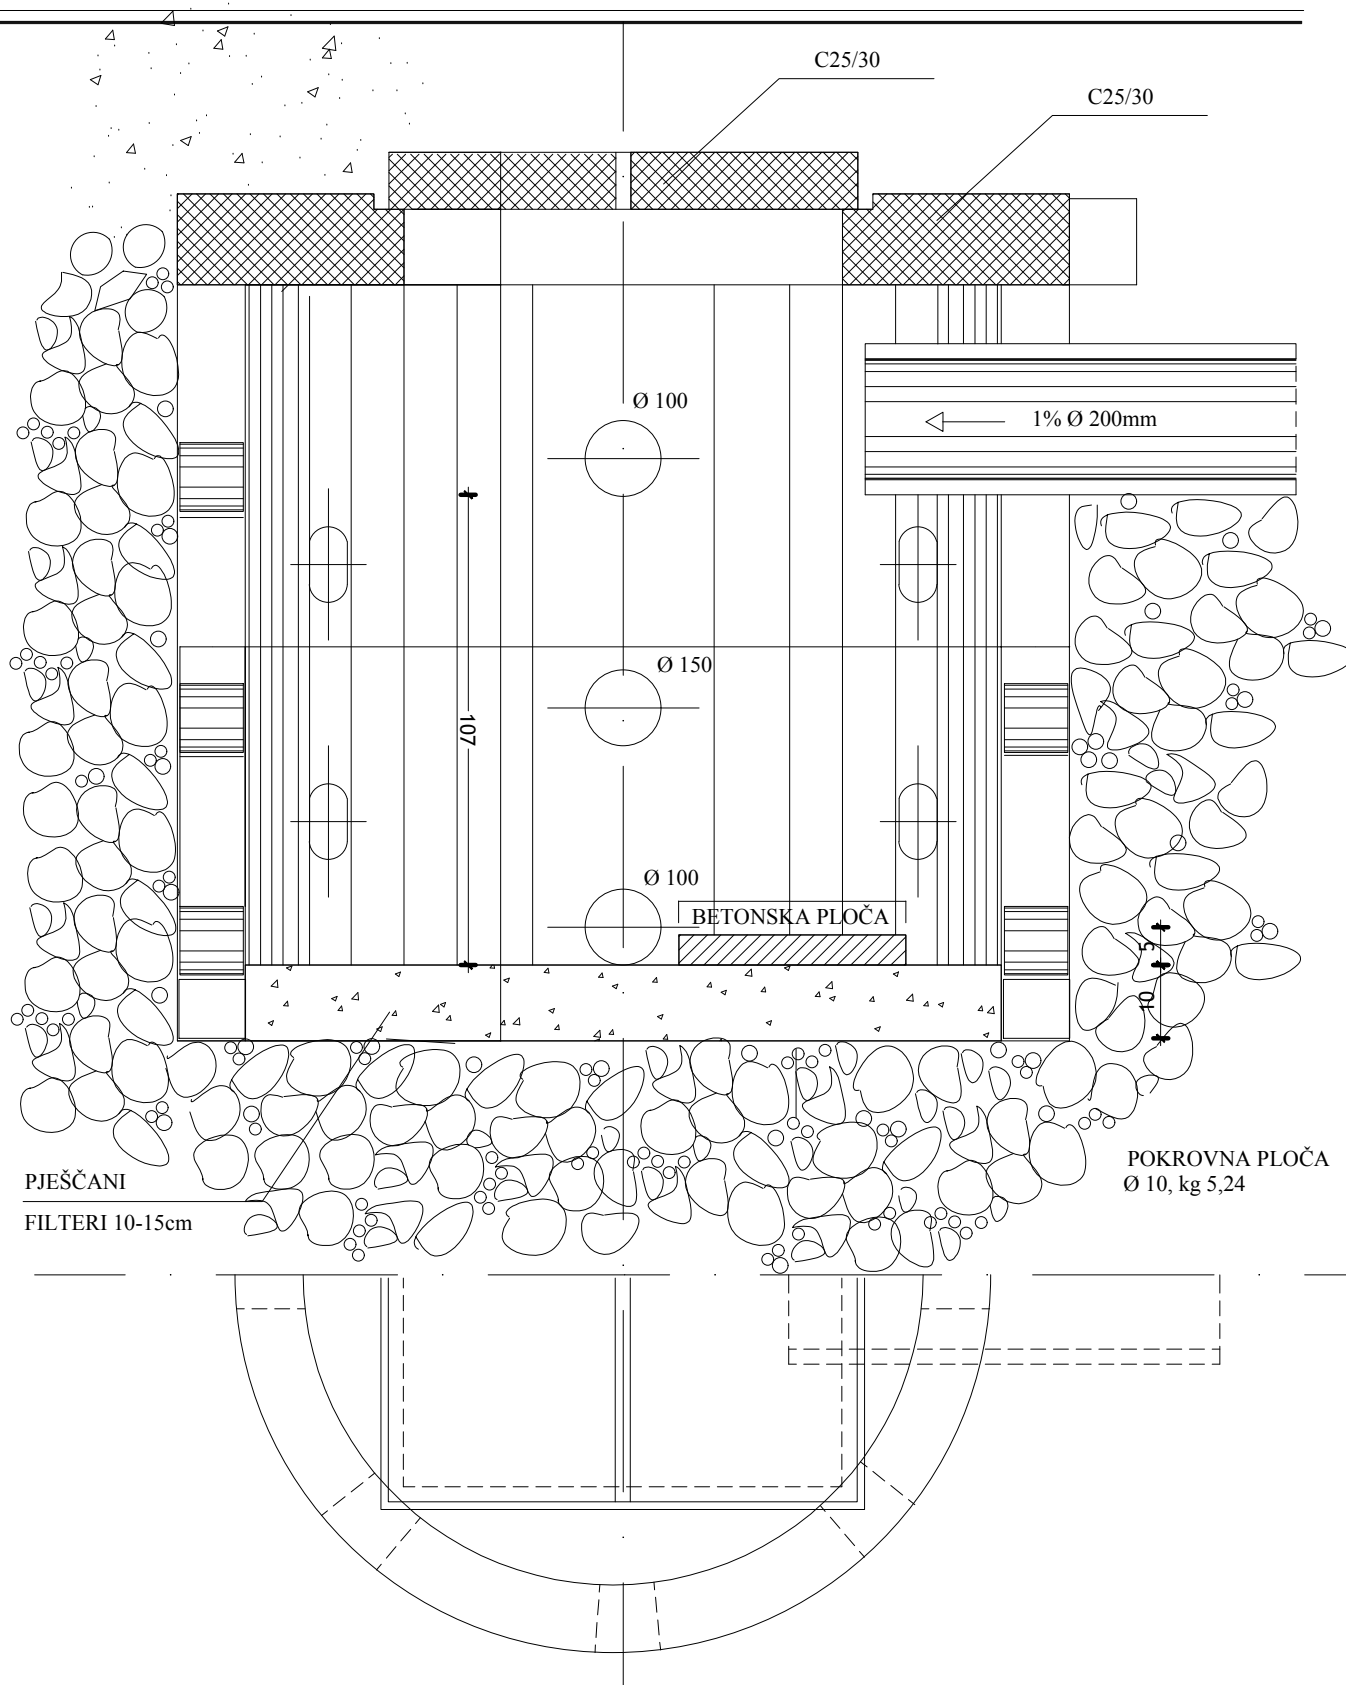 C25/30
C25/30
Ø 100
1% Ø 200mm
Ø 150
107
Ø 100
BETONSKA PLOČA
5
10
POKROVNA PLOČA
Ø 10, kg 5,24
PJEŠČANI
FILTERI 10-15cm